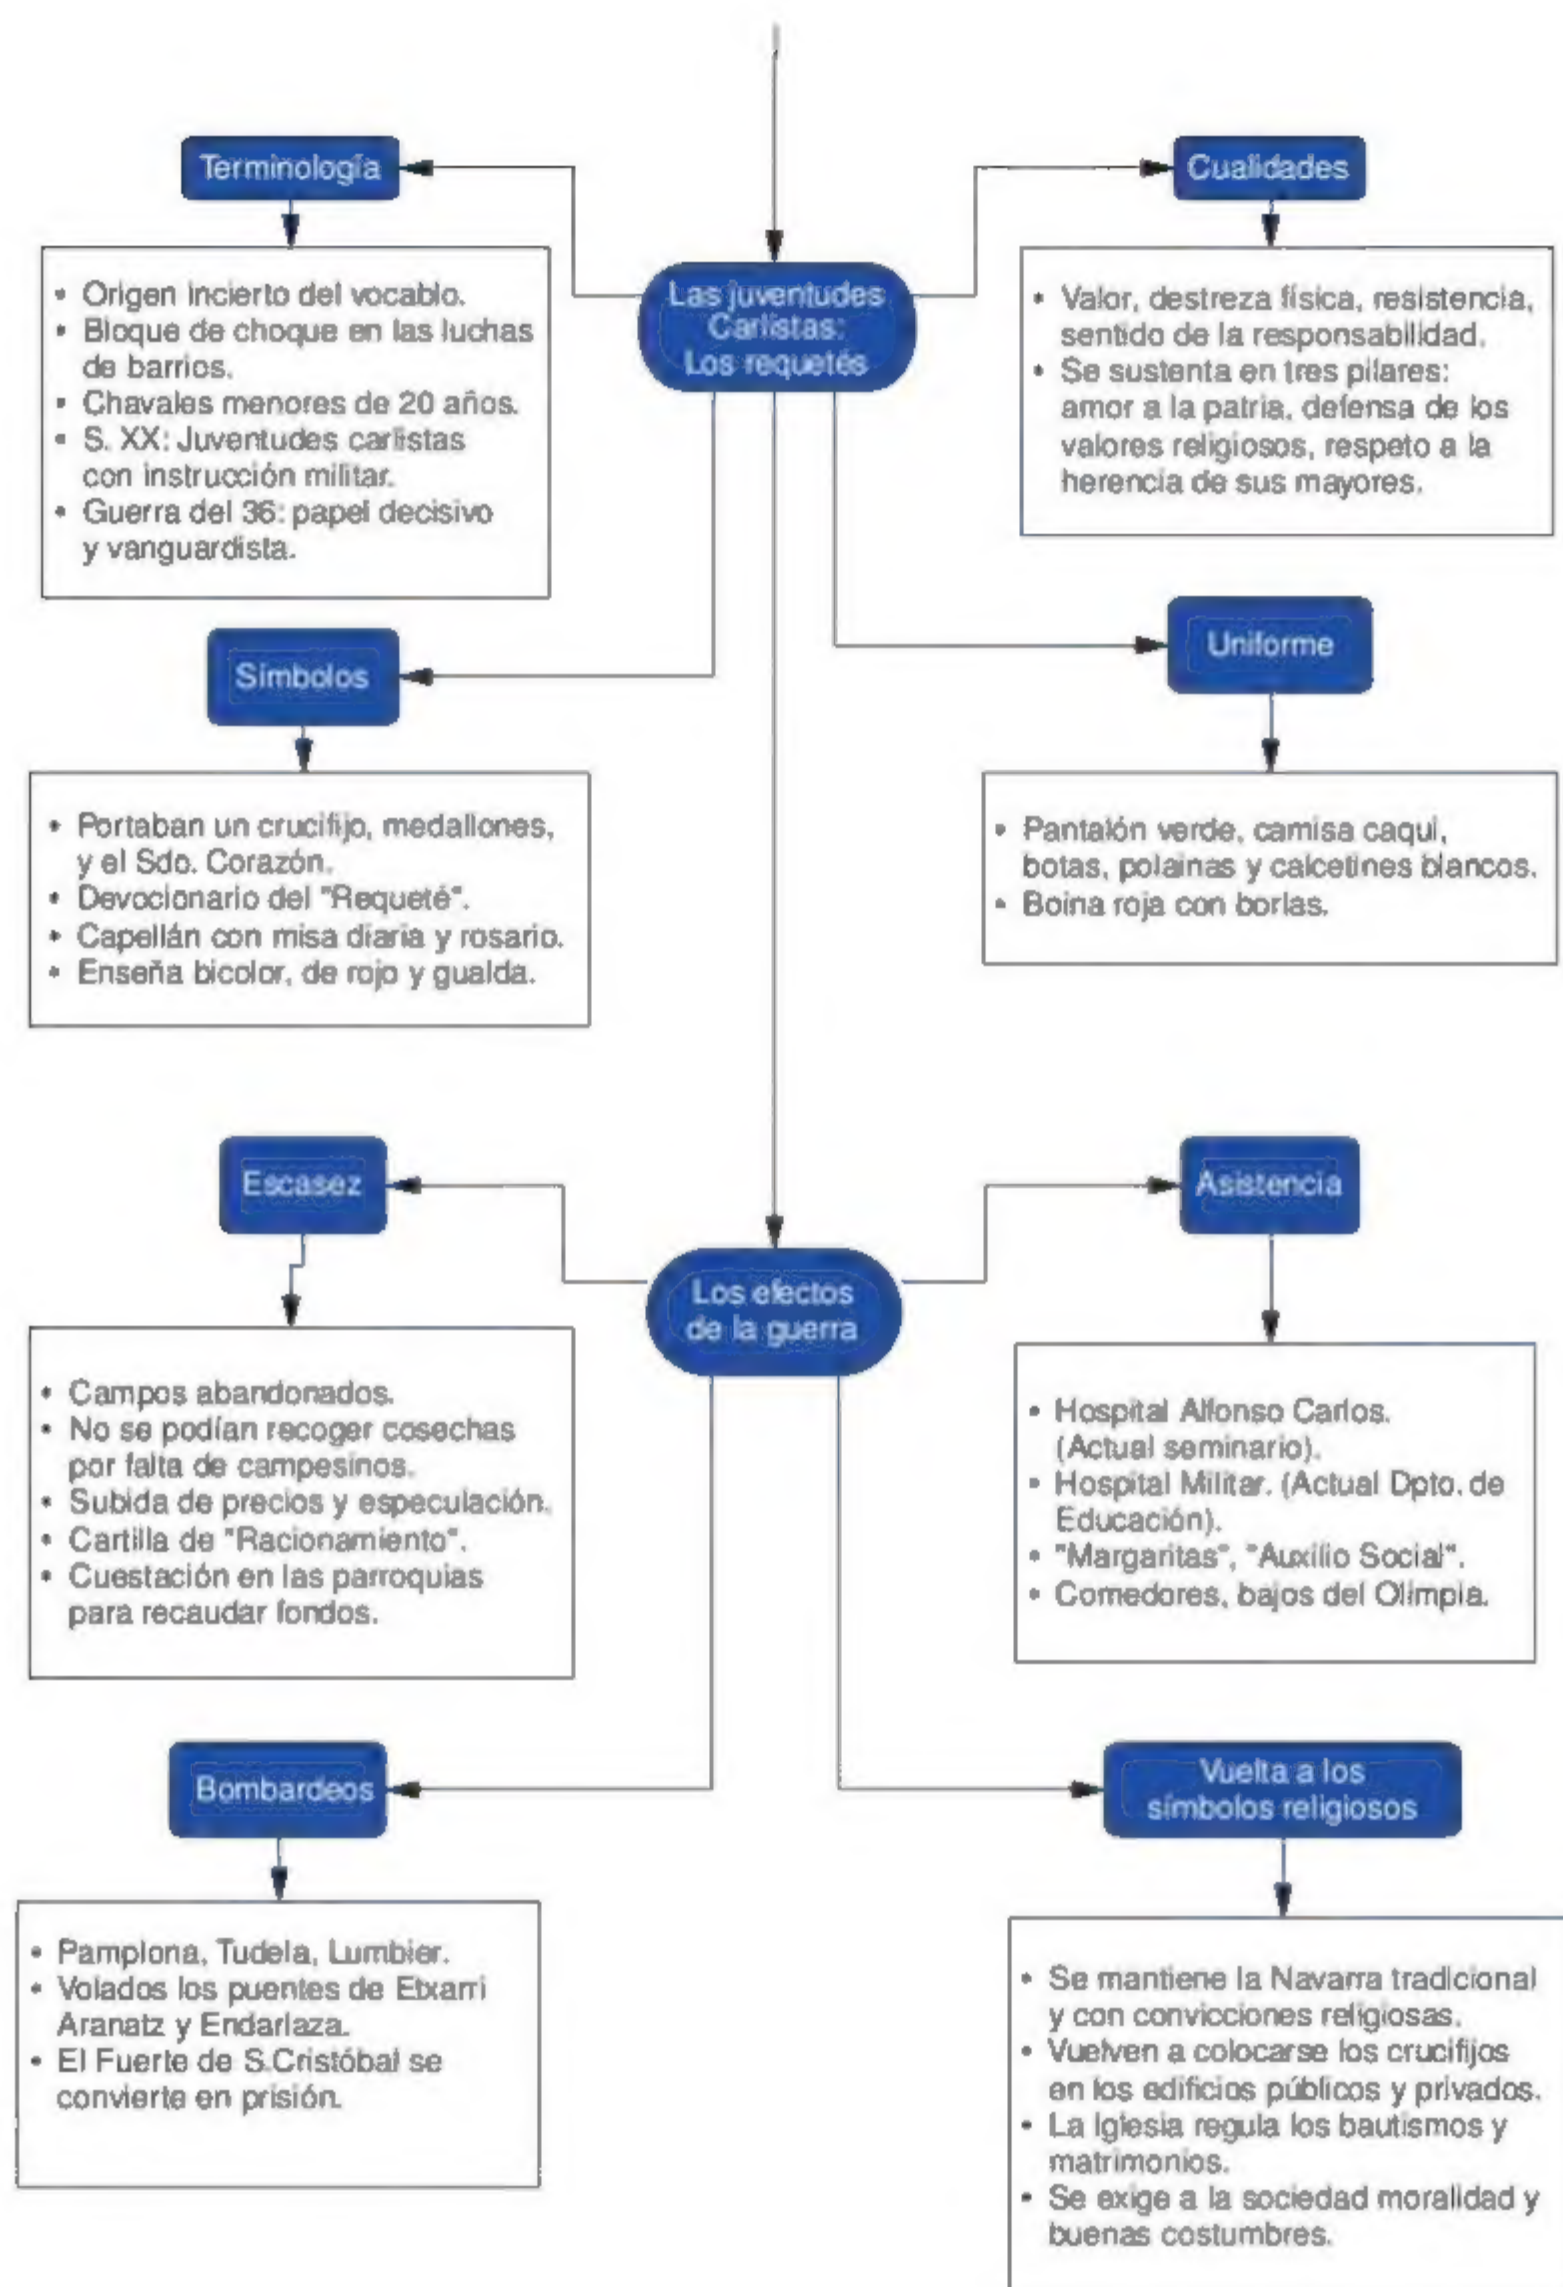 Terminología
• Origen incierto del vocablo.
• Bloque de choque en las luchas
de barrios.
• Chavales menores de 20 años.
• S. XX: Juventudes carlistas
con instrucción militar.
• Guerra del 36: papel decisivo
y vanguardista.
Las juventudes
Carlistas:
Los requetés
Cualidades
• Valor, destreza física, resistencia,
sentido de la responsabilidad.
• Se sustenta en tres pilares:
amor a la patria, defensa de los
valores religiosos, respeto a la
herencia de sus mayores.
Símbolos
• Portaban un crucifijo, medallones,
y el Sdo. Corazón.
• Devocionario del "Requeté".
• Capellán con misa diaria y rosario.
• Enseña bicolor, de rojo y gualda.
Uniforme
• Pantalón verde, camisa caqui,
botas, polainas y calcetines blancos.
• Boina roja con borlas.
Escasez
• Campos abandonados.
• No se podían recoger cosechas
por falta de campesinos.
• Subida de precios y especulación.
• Cartilla de "Racionamiento".
• Cuestación en las parroquias
para recaudar fondos.
Los efectos
de la guerra
Asistencia
• Hospital Alfonso Carlos.
(Actual seminario).
• Hospital Militar. (Actual Dpto. de
Educación).
• "Margaritas", "Auxilio Social".
• Comedores, bajos del Olimpia.
Bombardeos
• Pamplona, Tudela, Lumbier.
• Volados los puentes de Etxarri
Aranatz y Endarlaza.
• El Fuerte de S.Cristóbal se
convierte en prisión.
Vuelta a los
símbolos religiosos
• Se mantiene la Navarra tradicional
y con convicciones religiosas.
• Vuelven a colocarse los crucifijos
en los edificios públicos y privados.
• La Iglesia regula los bautismos y
matrimonios.
• Se exige a la sociedad moralidad y
buenas costumbres.